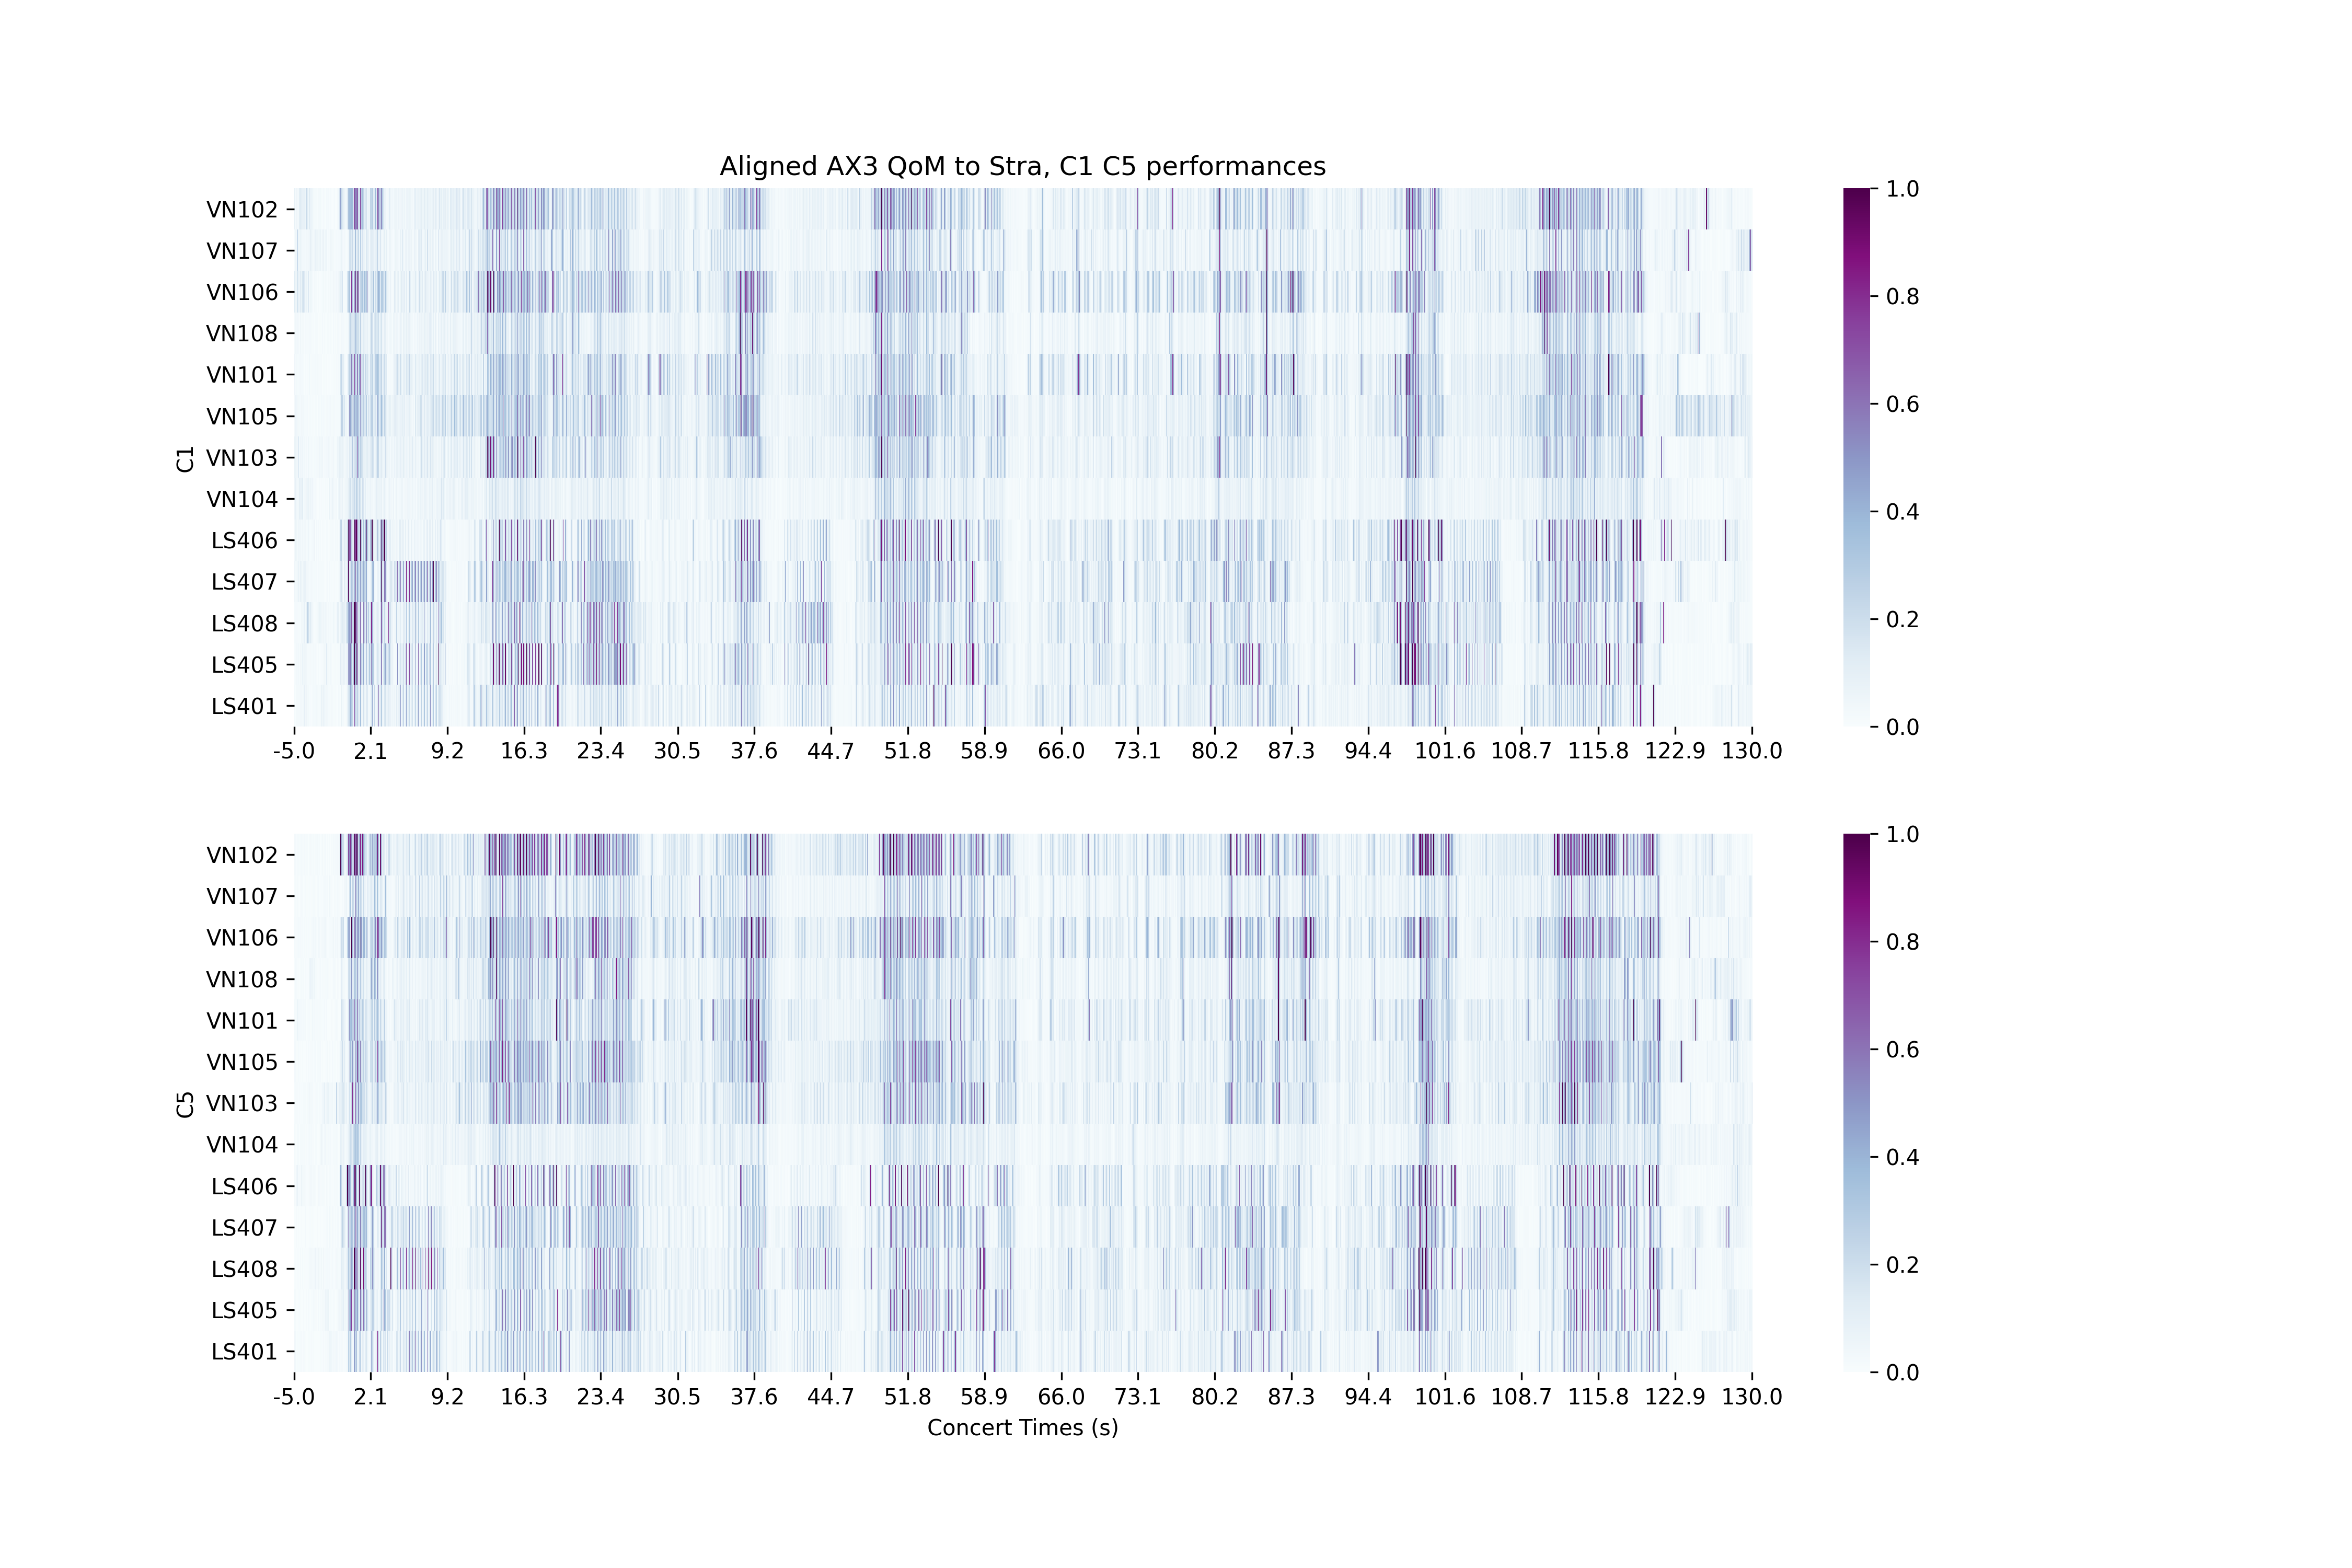 Aligned AX3 QoM to Stra, C1 C5 performances
C1
VN102
VN107
VN106
VN108
VN101
VN105
VN103
VN104
LS406
LS407
LS408
LS405
LS401
-5.0 2.1 9.2 16.3 23.4 30.5 37.6 44.7 51.8 58.9 66.0 73.1 80.2 87.3 94.4 101.6 108.7 115.8 122.9 130.0
1.0
0.8
0.6
0.4
0.2
0.0
C5
VN102
VN107
VN106
VN108
VN101
VN105
VN103
VN104
LS406
LS407
LS408
LS405
LS401
-5.0 2.1 9.2 16.3 23.4 30.5 37.6 44.7 51.8 58.9 66.0 73.1 80.2 87.3 94.4 101.6 108.7 115.8 122.9 130.0
Concert Times (s)
1.0
0.8
0.6
0.4
0.2
0.0